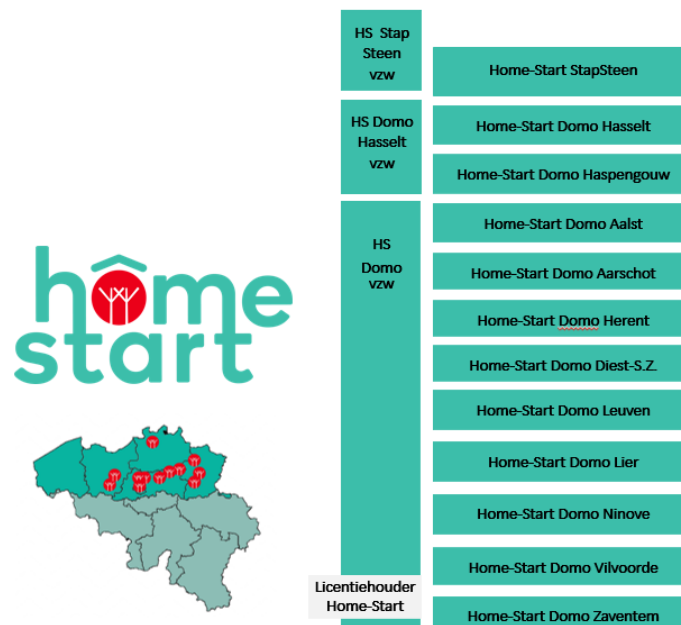 HS Stap
Steen
vzw
Home-Start StapSteen
HS Domo
Hasselt
vzw
Home-Start Domo Hasselt
Home-Start Domo Haspengouw
HS
Domo
vzw
Home-Start Domo Aalst
Home-Start Domo Aarschot
Home-Start Domo Herent
Home-Start Domo Diest-S.Z.
Home-Start Domo Leuven
Home-Start Domo Lier
Home-Start Domo Ninove
Home-Start Domo Vilvoorde
Home-Start Domo Zaventem
Licentiehouder
Home-Start
hôme
start